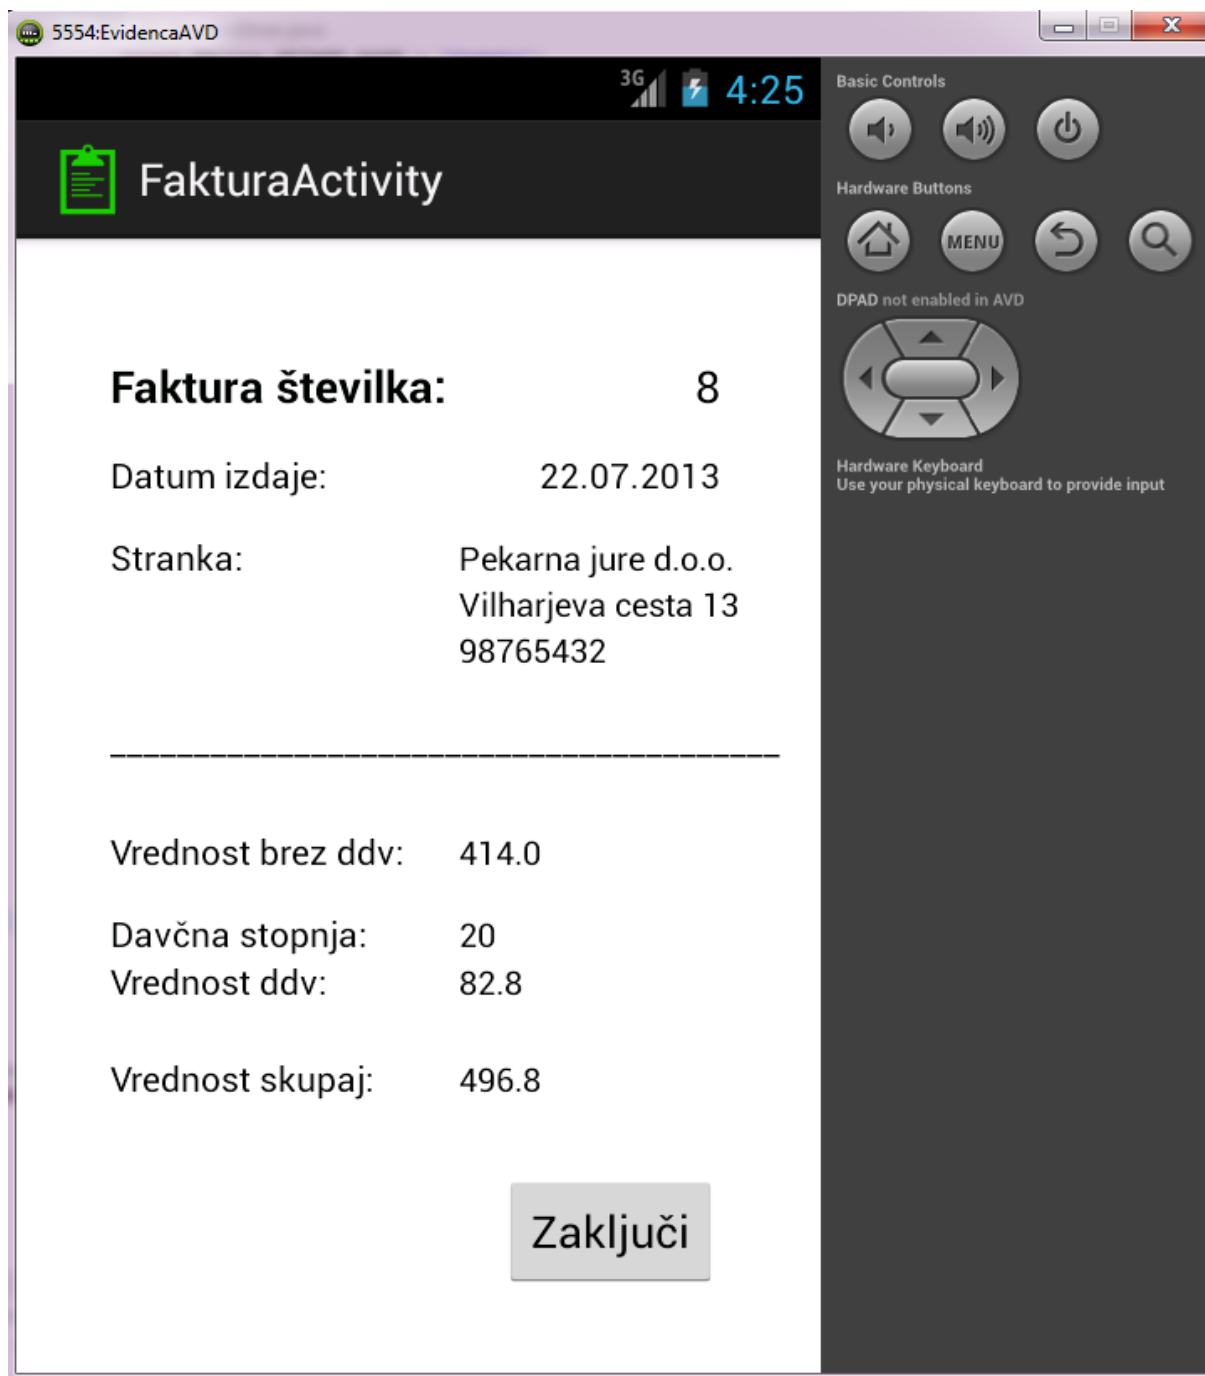 5554:EvidencaAVD
3G 4:25
FakturaActivity
Faktura številka: 8
Datum izdaje: 22.07.2013
Stranka: Pekarna jure d.o.o.
Vilharjeva cesta 13
98765432
________________________________________
Vrednost brez ddv: 414.0
Davčna stopnja: 20
Vrednost ddv: 82.8
Vrednost skupaj: 496.8
Zaključi
Basic Controls
Hardware Buttons
MENU
DPAD not enabled in AVD
Hardware Keyboard
Use your physical keyboard to provide input